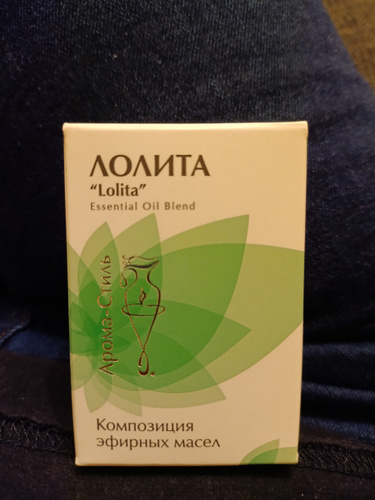 ЛОЛИТА
“Lolita”
Essential Oil Blend
Арома-Стиль
Композиция
эфирных масел